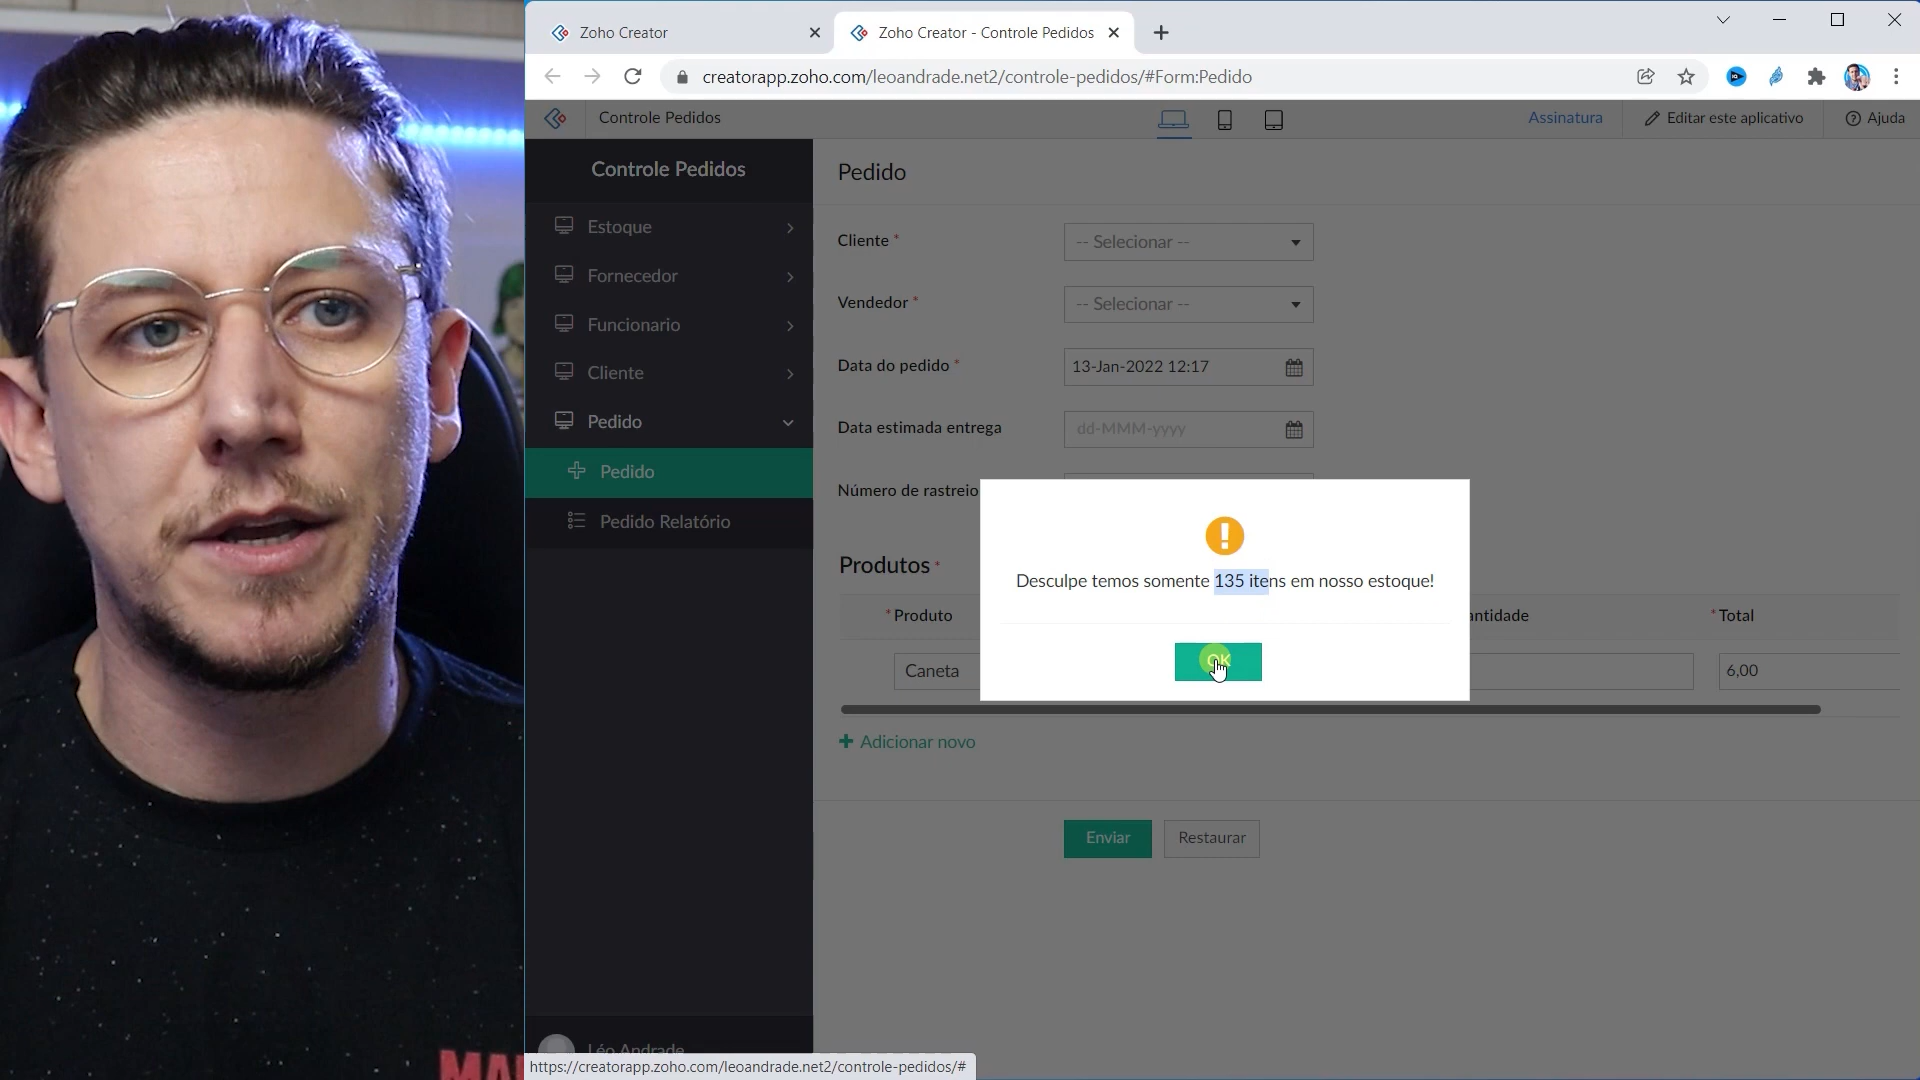 Zoho Creator
Zoho Creator - Controle Pedidos
creatorapp.zoho.com/leoandrade.net2/controle-pedidos/#Form:Pedido
Controle Pedidos
Assinatura
Editar este aplicativo
Ajuda
Controle Pedidos
Estoque
Fornecedor
Funcionario
Cliente
Pedido
Pedido
Pedido Relatório
Léo Andrade
Pedido
Cliente *
-- Selecionar --
Vendedor *
-- Selecionar --
Data do pedido *
13-Jan-2022 12:17
Data estimada entrega
dd-MMM-yyyy
Número de rastreio
Produtos *
* Produto
antidade
* Total
Caneta
6,00
Adicionar novo
Enviar
Restaurar
Desculpe temos somente 135 itens em nosso estoque!
OK
https://creatorapp.zoho.com/leoandrade.net2/controle-pedidos/#